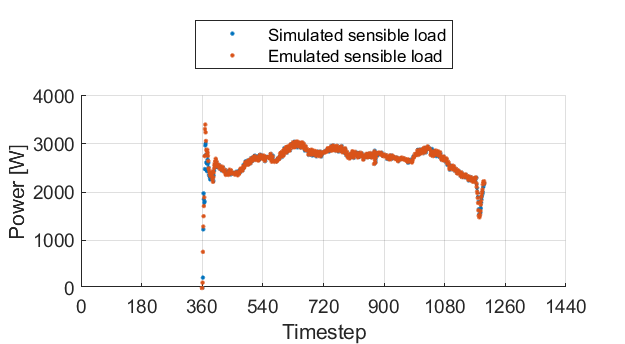 Simulated sensible load
Emulated sensible load
4000
3000
2000
1000
0
Power [W]
0 180 360 540 720 900 1080 1260 1440
Timestep